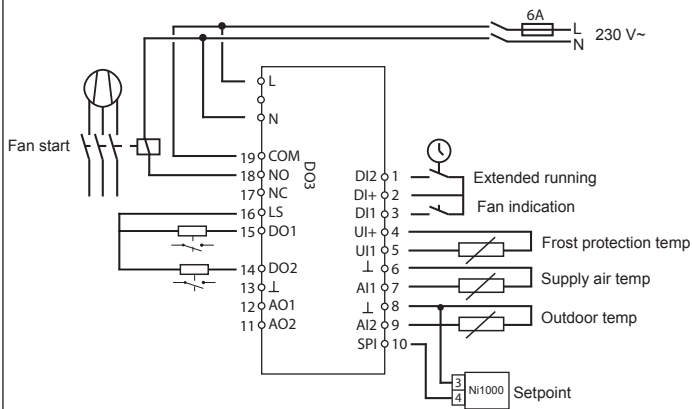 6A
L
N
230 V~
L
N
Fan start
19 COM
18 NO
17 NC
16 LS
15 DO1
14 DO2
13 ⊥
12 AO1
11 AO2
DO3
DI2 1
DI+ 2
DI1 3
UI+ 4
UI1 5
⊥ 6
AI1 7
⊥ 8
AI2 9
SPI 10
Extended running
Fan indication
Frost protection temp
Supply air temp
Outdoor temp
3
4
Ni1000
Setpoint